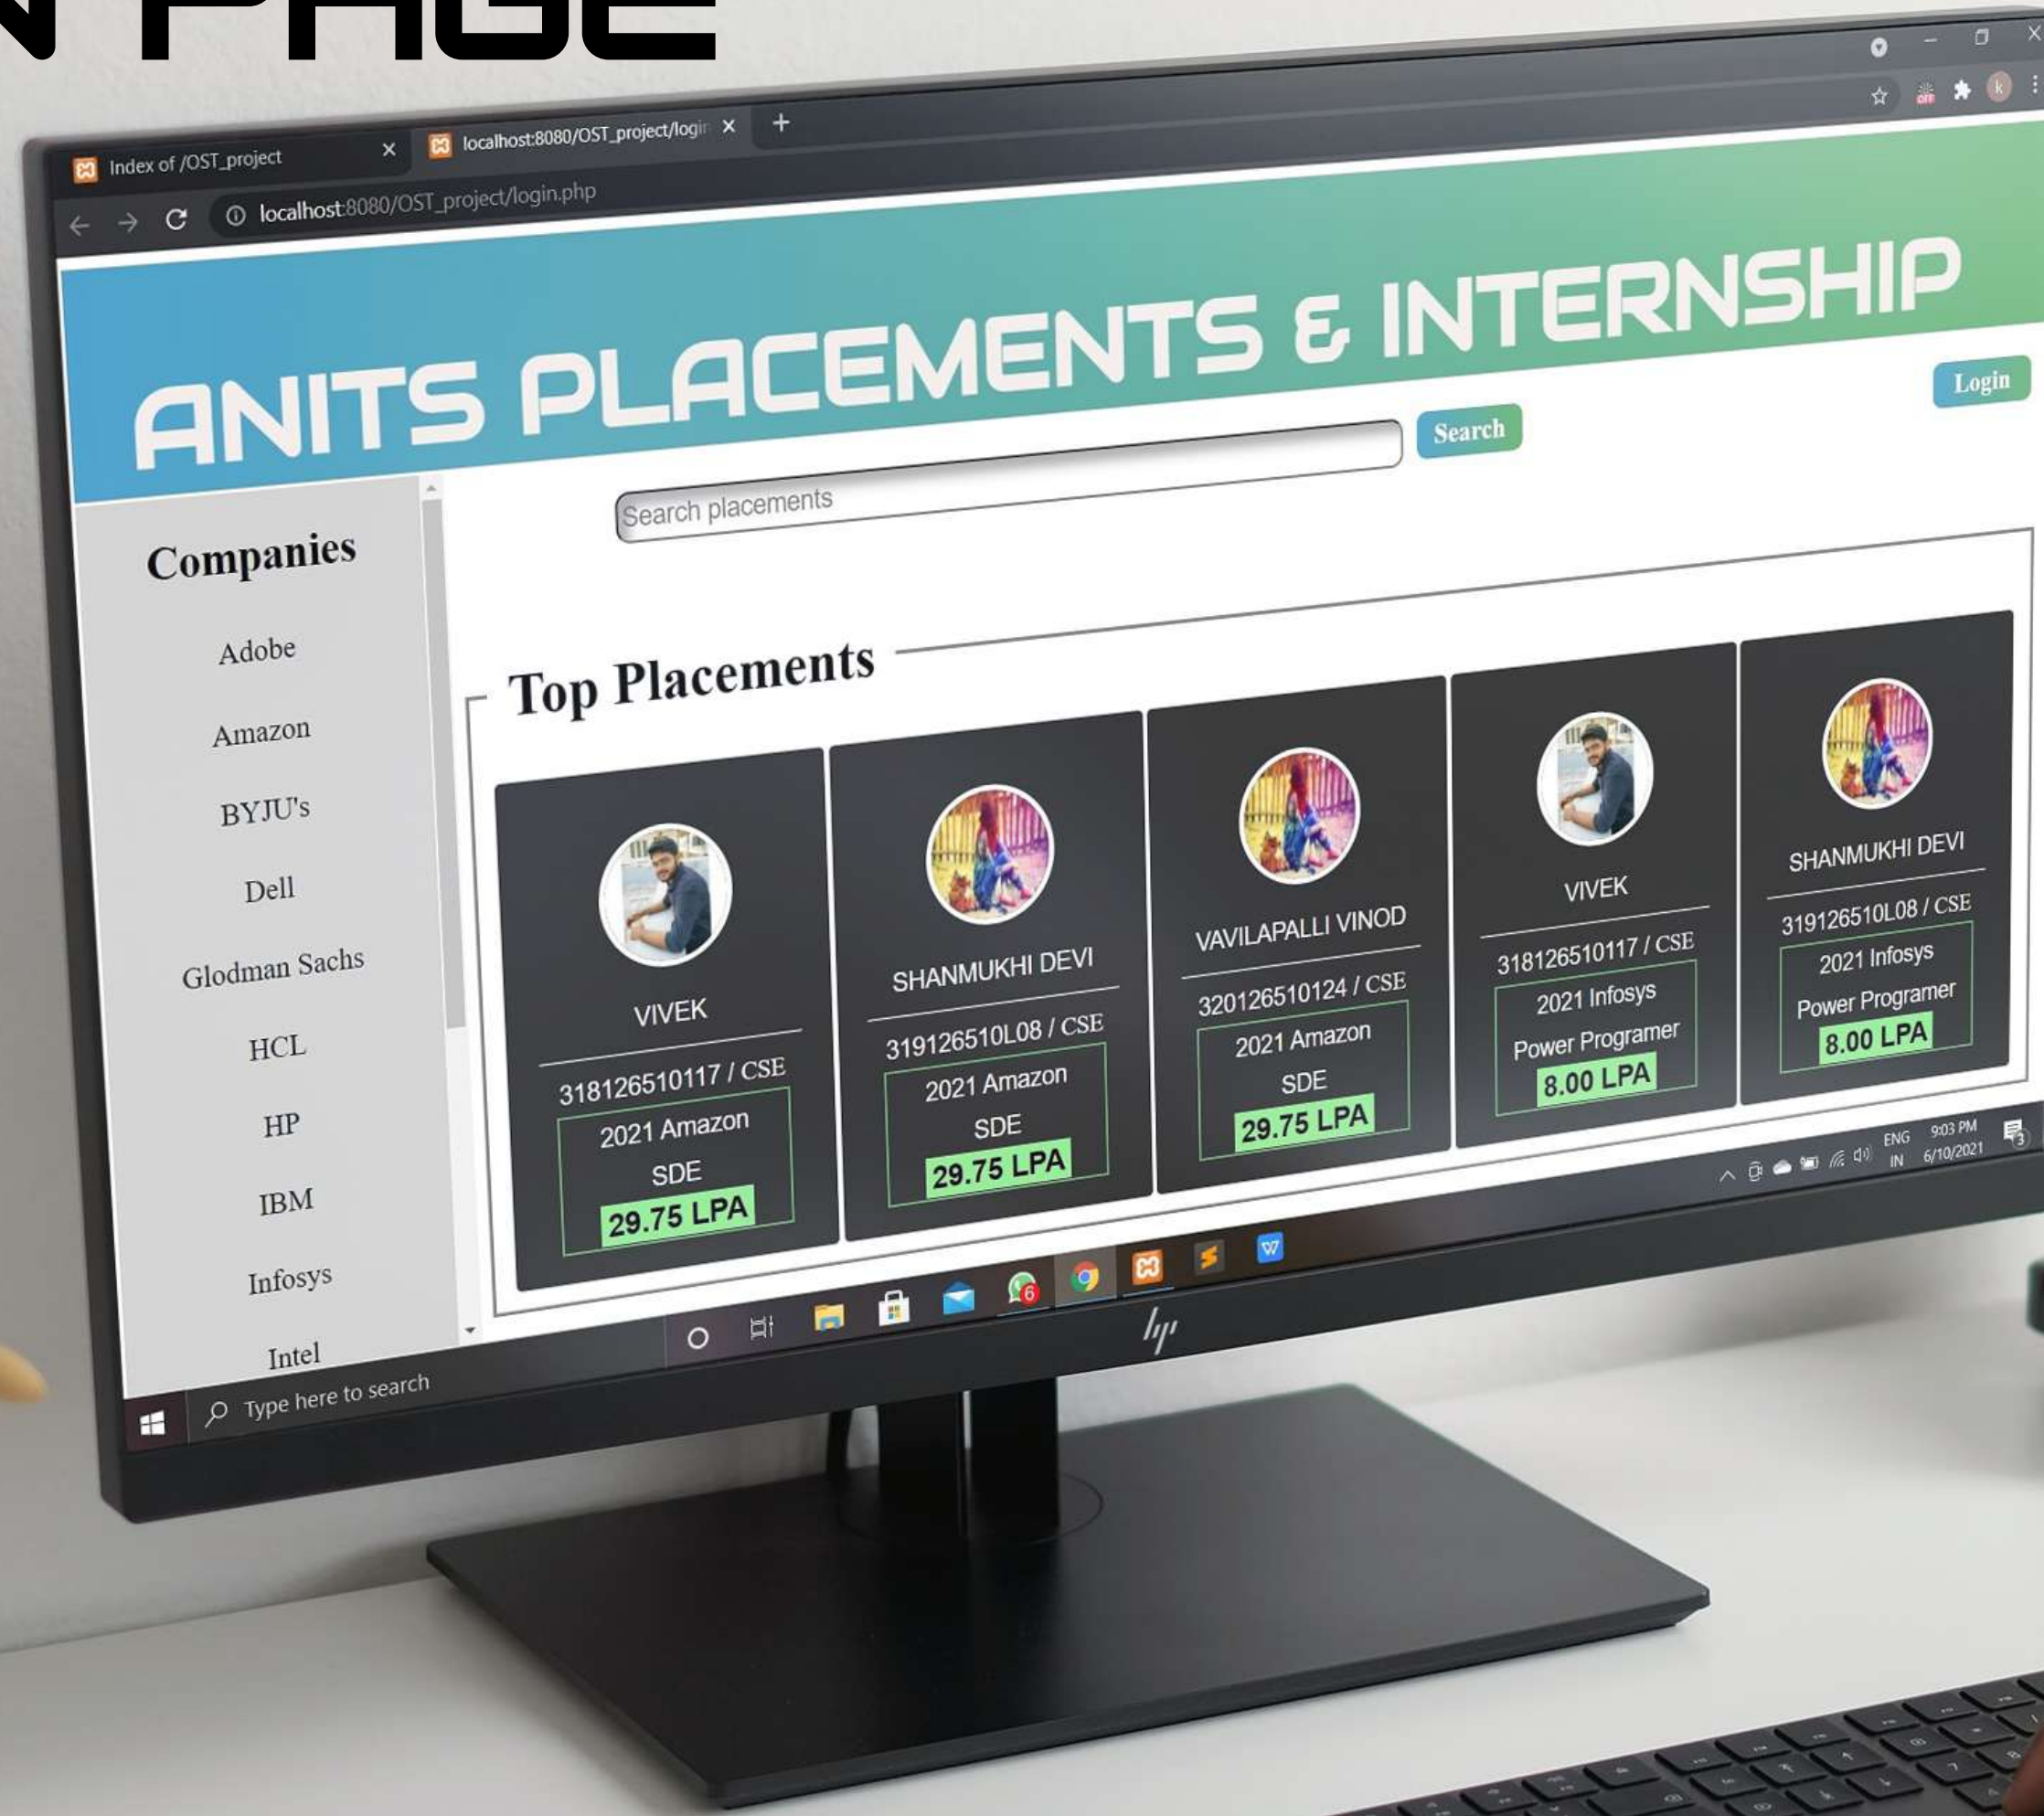 N PAGE
Index of /OST_project
localhost:8080/OST_project/login
localhost:8080/OST_project/login.php
OFF
k
ANITS PLACEMENTS & INTERNSHIP
Login
Search placements
Search
Companies
Adobe
Amazon
BYJU's
Dell
Glodman Sachs
HCL
HP
IBM
Infosys
Intel
Top Placements
VIVEK
318126510117 / CSE
2021 Amazon
SDE
29.75 LPA
SHANMUKHI DEVI
319126510L08 / CSE
2021 Amazon
SDE
29.75 LPA
VAVILAPALLI VINOD
320126510124 / CSE
2021 Amazon
SDE
29.75 LPA
VIVEK
318126510117 / CSE
2021 Infosys
Power Programer
8.00 LPA
SHANMUKHI DEVI
319126510L08 / CSE
2021 Infosys
Power Programer
8.00 LPA
Type here to search
6
W
ENG
IN
9:03 PM
6/10/2021
3
hp